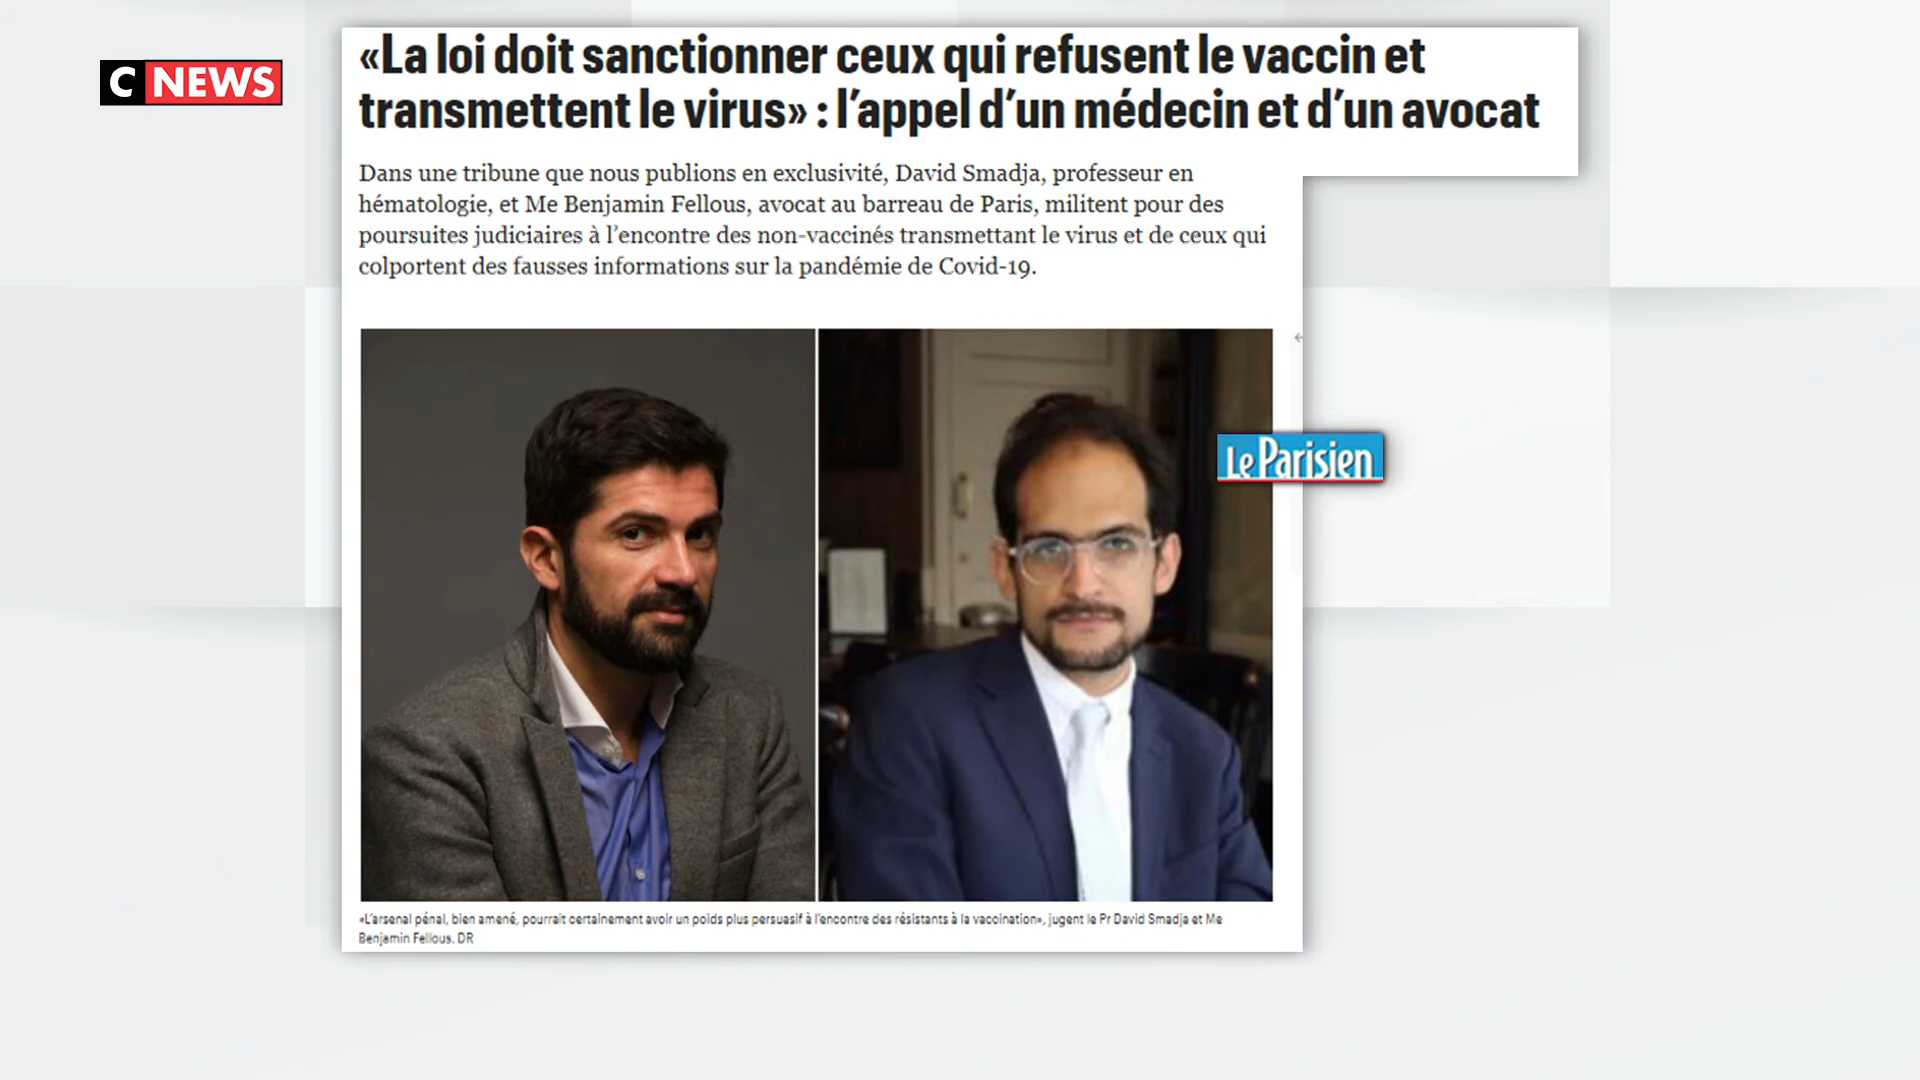 C NEWS
«La loi doit sanctionner ceux qui refusent le vaccin et
transmettent le virus» : l’appel d’un médecin et d’un avocat
Dans une tribune que nous publions en exclusivité, David Smadja, professeur en
hématologie, et Me Benjamin Fellous, avocat au barreau de Paris, militent pour des
poursuites judiciaires à l’encontre des non-vaccinés transmettant le virus et de ceux qui
colportent des fausses informations sur la pandémie de Covid-19.
Le Parisien
«L’arsenal pénal, bien amené, pourrait certainement avoir un poids plus persuasif à l’encontre des résistants à la vaccination», jugent le Pr David Smadja et Me
Benjamin Fellous. DR